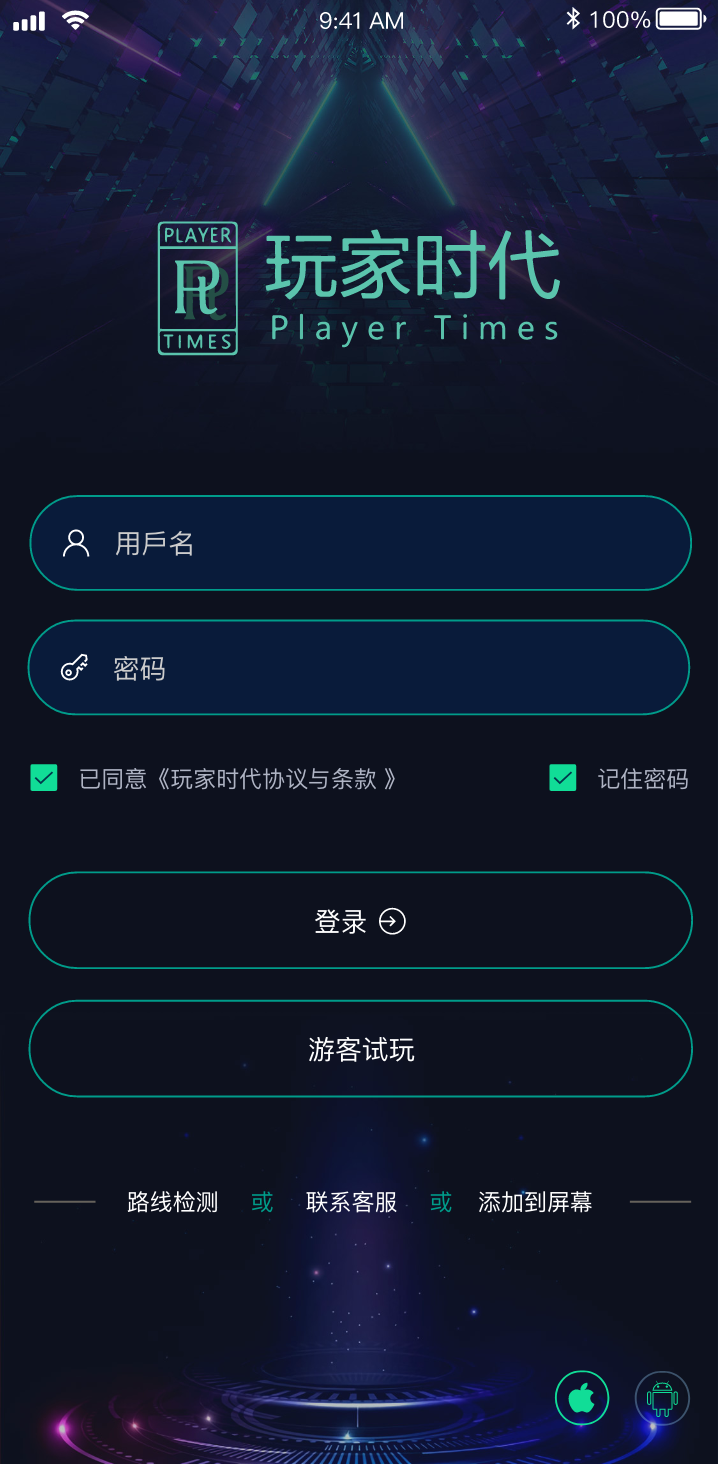 9:41 AM 100%
PLAYER
TIMES
玩家时代
Player Times
用戶名
密码
已同意《玩家时代协议与条款 》 记住密码
登录
游客试玩
路线检测 或 联系客服 或 添加到屏幕